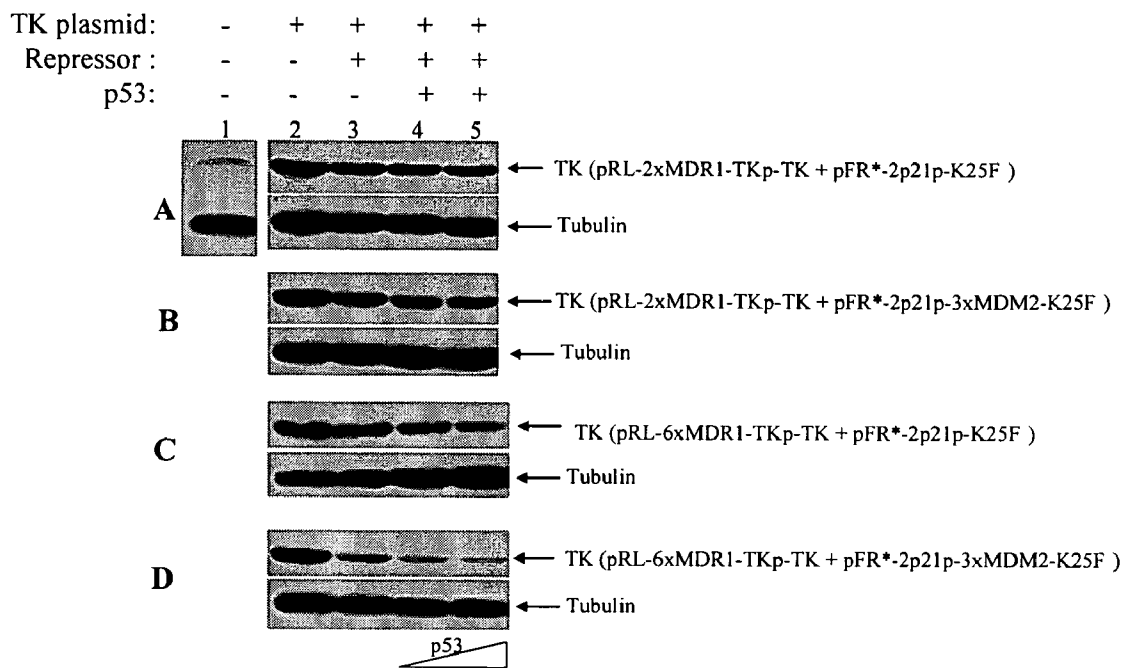 TK plasmid: - + + + +
Repressor : - - + + +
p53: - - - + +
1 2 3 4 5
A
TK (pRL-2xMDR1-TKp-TK + pFR*-2p21p-K25F )
Tubulin
B
TK (pRL-2xMDR1-TKp-TK + pFR*-2p21p-3xMDM2-K25F )
Tubulin
C
TK (pRL-6xMDR1-TKp-TK + pFR*-2p21p-K25F )
Tubulin
D
TK (pRL-6xMDR1-TKp-TK + pFR*-2p21p-3xMDM2-K25F )
Tubulin
p53